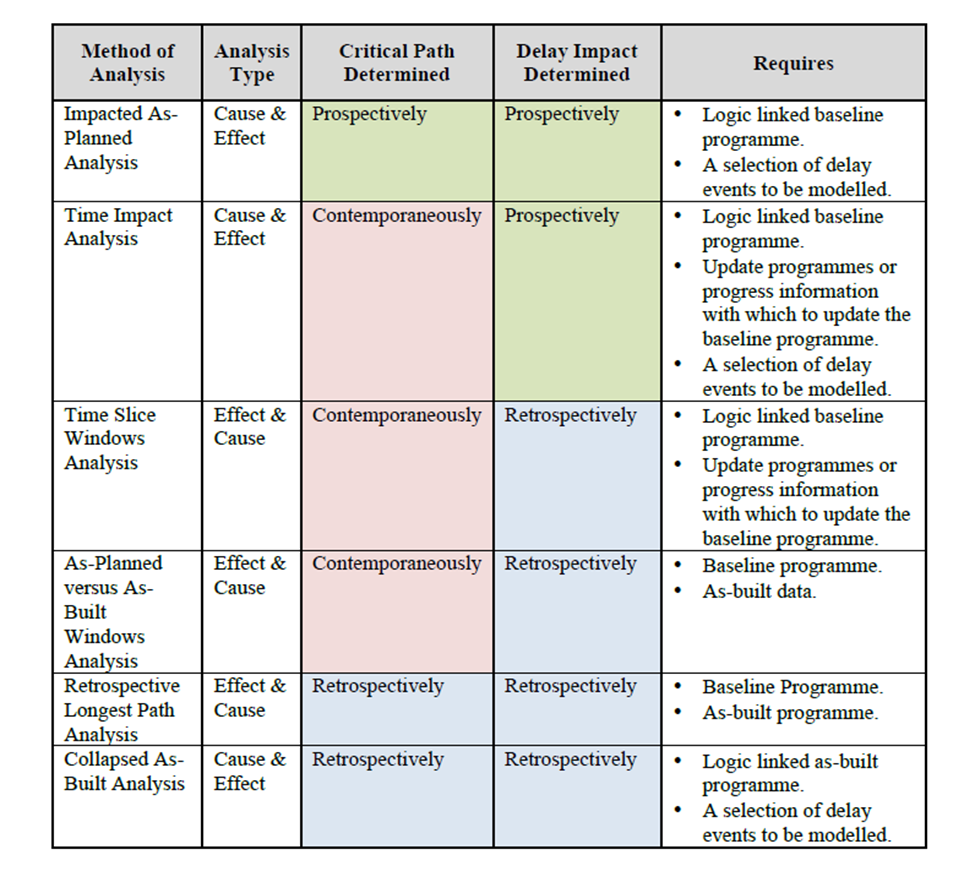 Method of
Analysis
Analysis
Type
Critical Path
Determined
Delay Impact
Determined
Requires
Impacted As-
Planned
Analysis
Cause &
Effect
Prospectively
Prospectively
• Logic linked baseline
programme.
• A selection of delay
events to be modelled.
Time Impact
Analysis
Cause &
Effect
Contemporaneously
Prospectively
• Logic linked baseline
programme.
• Update programmes or
progress information
with which to update the
baseline programme.
• A selection of delay
events to be modelled.
Time Slice
Windows
Analysis
Effect &
Cause
Contemporaneously
Retrospectively
• Logic linked baseline
programme.
• Update programmes or
progress information
with which to update the
baseline programme.
As-Planned
versus As-
Built
Windows
Analysis
Effect &
Cause
Contemporaneously
Retrospectively
• Baseline programme.
• As-built data.
Retrospective
Longest Path
Analysis
Effect &
Cause
Retrospectively
Retrospectively
• Baseline Programme.
• As-built programme.
Collapsed As-
Built Analysis
Cause &
Effect
Retrospectively
Retrospectively
• Logic linked as-built
programme.
• A selection of delay
events to be modelled.